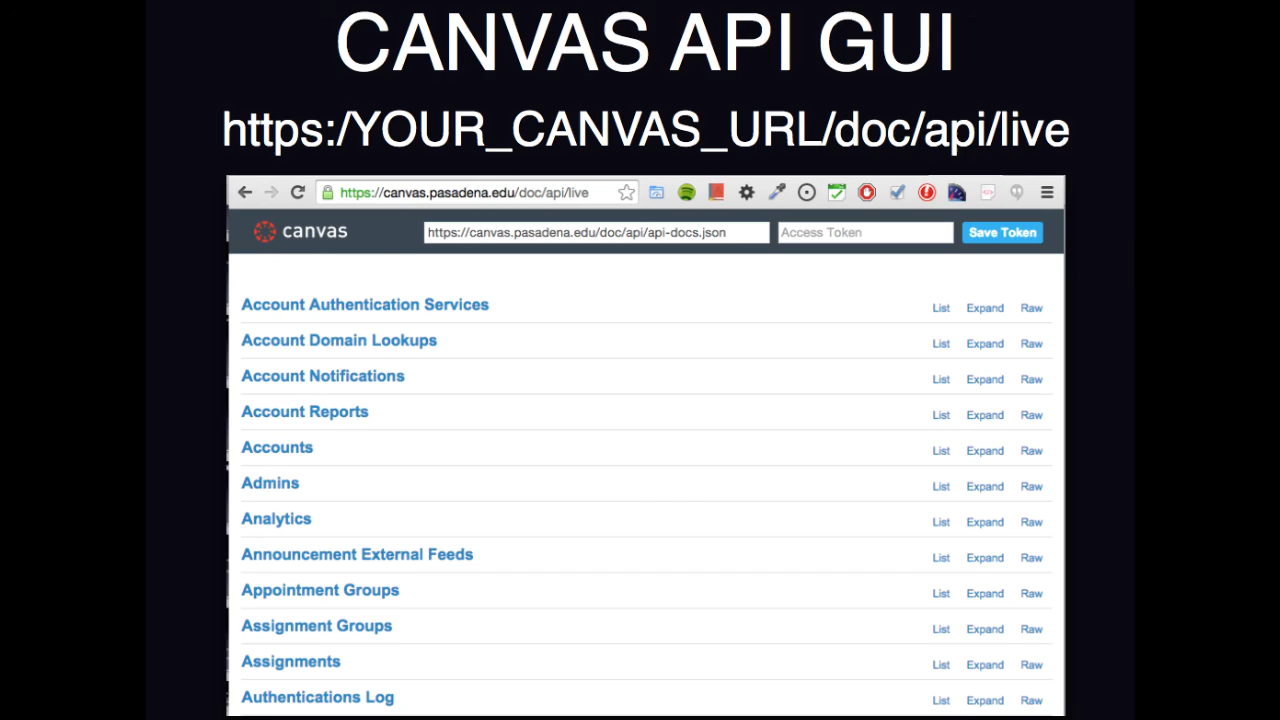 CANVAS API GUI
https:/YOUR_CANVAS_URL/doc/api/live
https://canvas.pasadena.edu/doc/api/live
canvas https://canvas.pasadena.edu/doc/api/api-docs.json Access Token Save Token
Account Authentication Services List Expand Raw
Account Domain Lookups List Expand Raw
Account Notifications List Expand Raw
Account Reports List Expand Raw
Accounts List Expand Raw
Admins List Expand Raw
Analytics List Expand Raw
Announcement External Feeds List Expand Raw
Appointment Groups List Expand Raw
Assignment Groups List Expand Raw
Assignments List Expand Raw
Authentications Log List Expand Raw